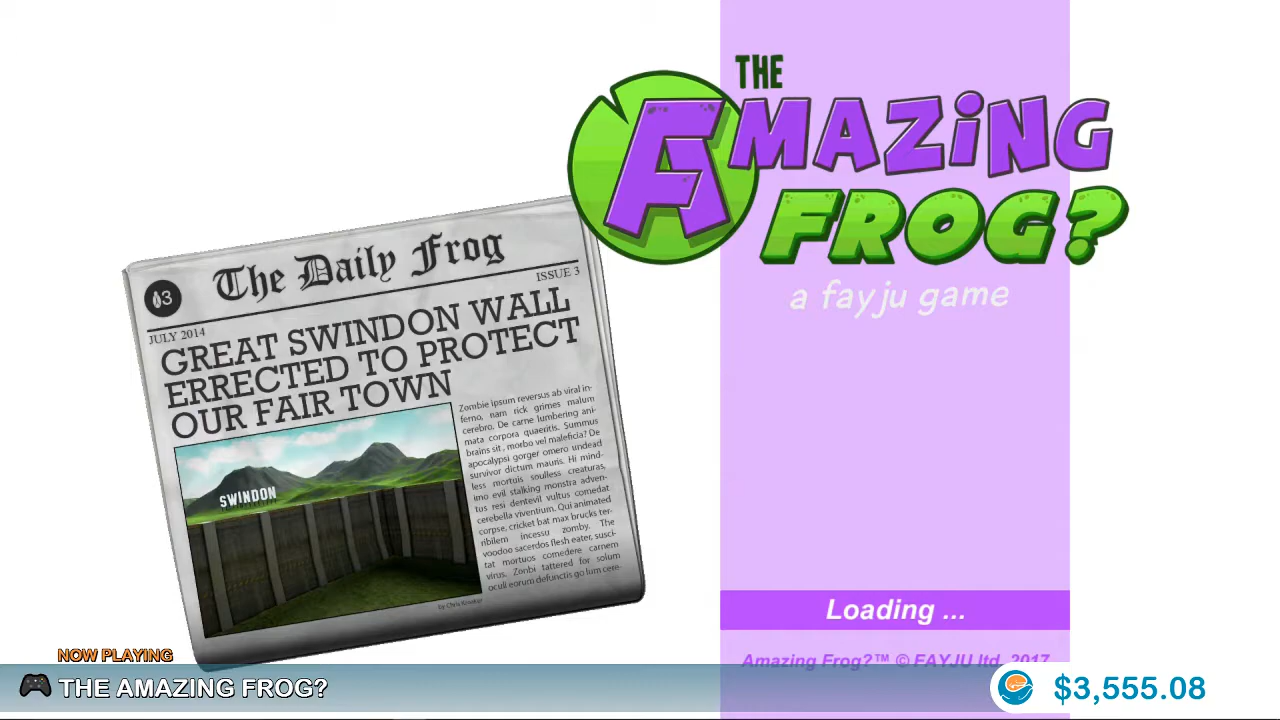 THE
AMAZING
FROG?
a fayju game
The Daily Frog
3
ISSUE 3
JULY 2014
GREAT SWINDON WALL
ERRECTED TO PROTECT
OUR FAIR TOWN
SWINDON
Zombie ipsum reversus ab viral in-
ferno, nam rick grimes malum
cerebro. De carne lumbering ani-
mata corpora quaeritis. Summus
brains sit, morbo vel maleficia? De
apocalypsi gorger omero undead
survivor dictum mauris. Hi mind-
less mortuis soulless creaturas,
imo evil stalking monstra adven-
tus resi dentevil vultus comedat
cerebella viventium. Qui animated
corpse, cricket bat max brucks ter-
ribilem incessu zomby. The
voodoo sacerdos flesh eater, susci-
tat mortuos comedere carnem
virus. Zonbi tattered for solum
oculi eorum defunctis go lum cere-
by Chris
Loading ...
Amazing Frog?™ © FAYJU ltd. 2017
NOW PLAYING
THE AMAZING FROG?
$3,555.08